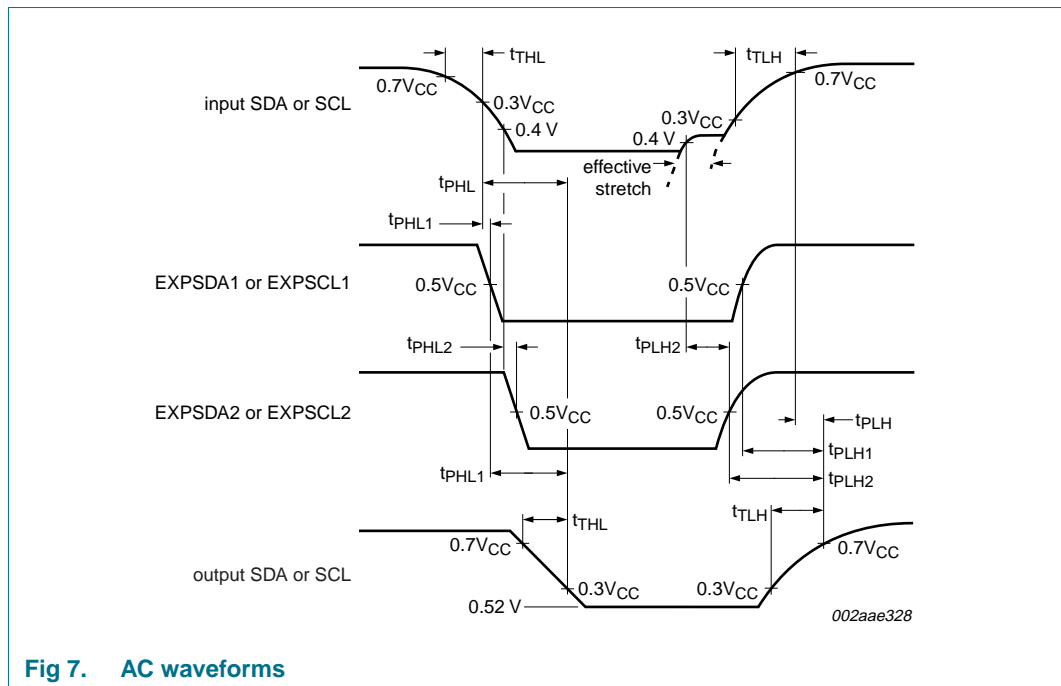 tTHL
tTLH
0.7VCC
0.7VCC
input SDA or SCL
0.3VCC
0.3VCC
0.4 V
0.4 V
effective
stretch
tPHL
tPHL1
EXPSDA1 or EXPSCL1
0.5VCC
0.5VCC
tPHL2
tPLH2
EXPSDA2 or EXPSCL2
0.5VCC
0.5VCC
tPLH
tPLH1
tPHL1
tPLH2
tTHL
tTLH
0.7VCC
0.7VCC
output SDA or SCL
0.3VCC
0.3VCC
0.52 V
002aae328
Fig 7. AC waveforms